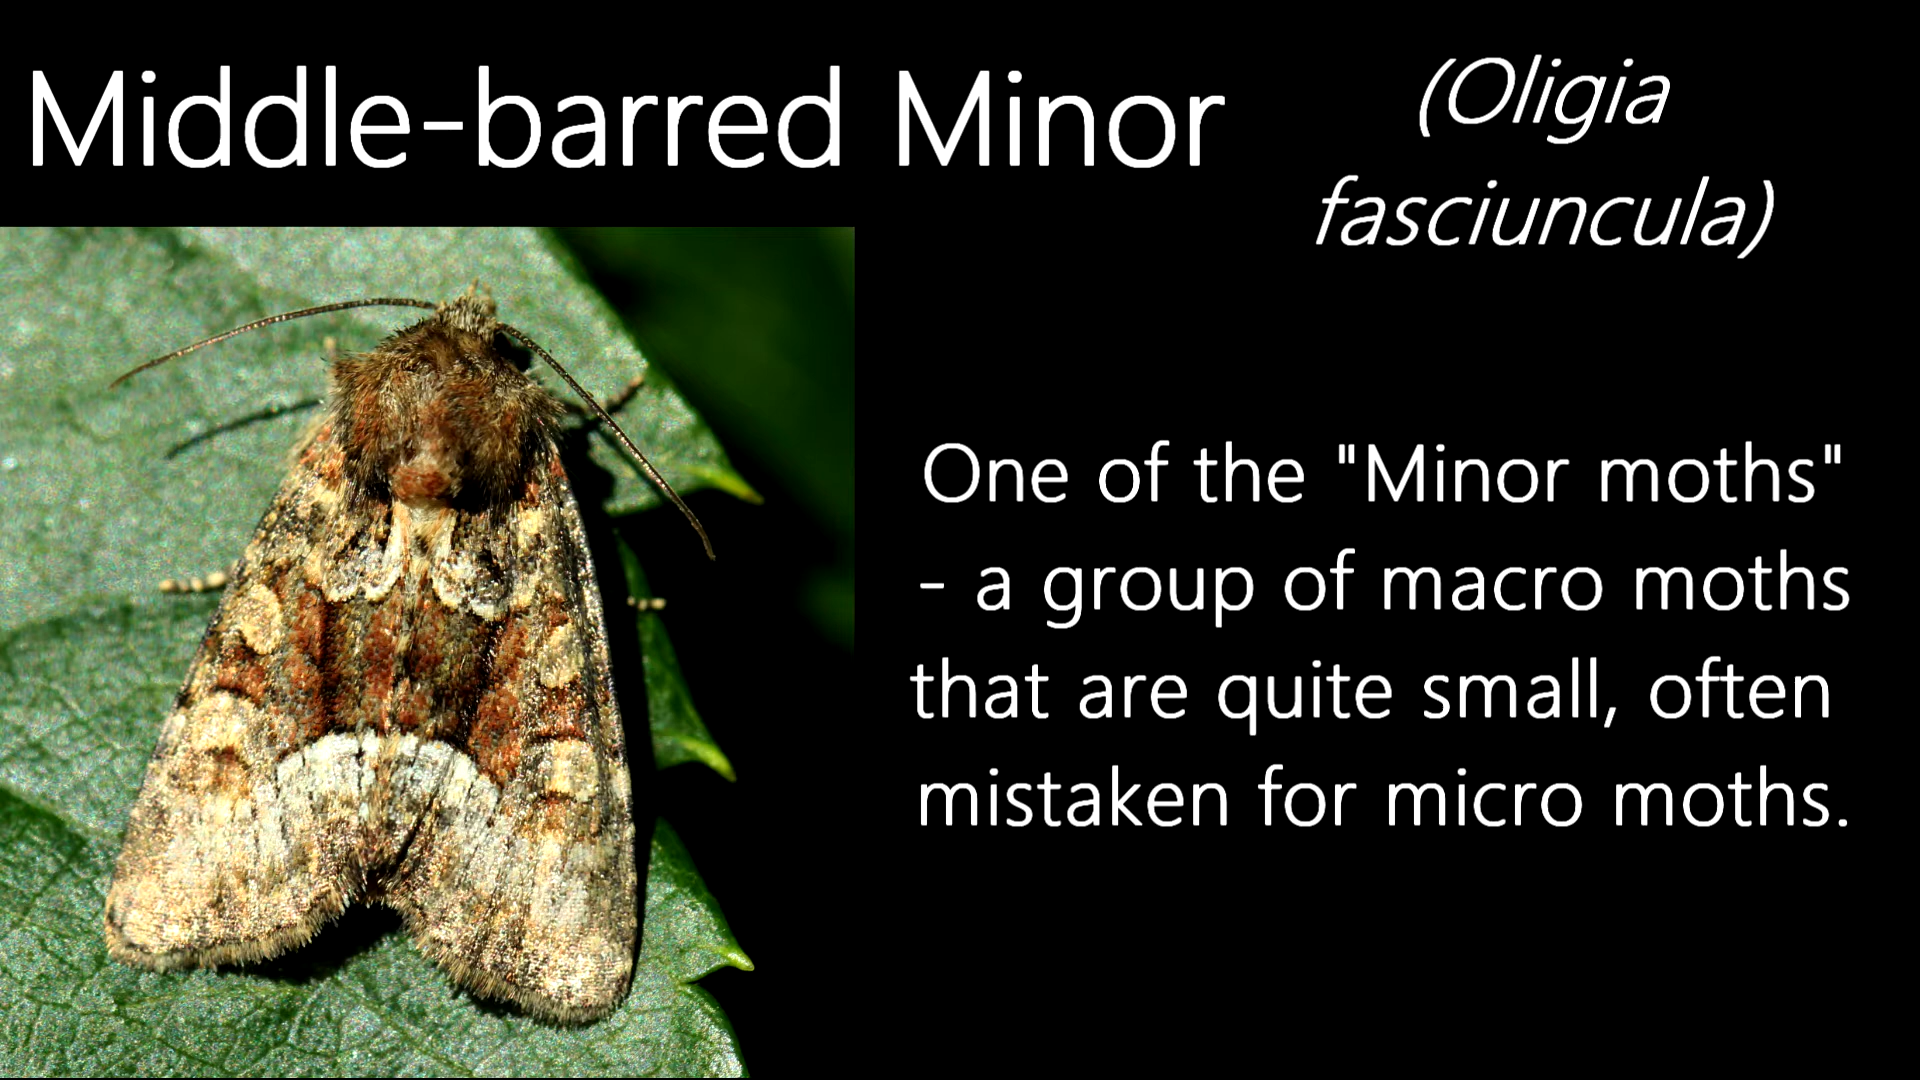 Middle-barred Minor
(Oligia
fasciuncula)
One of the "Minor moths"
- a group of macro moths
that are quite small, often
mistaken for micro moths.